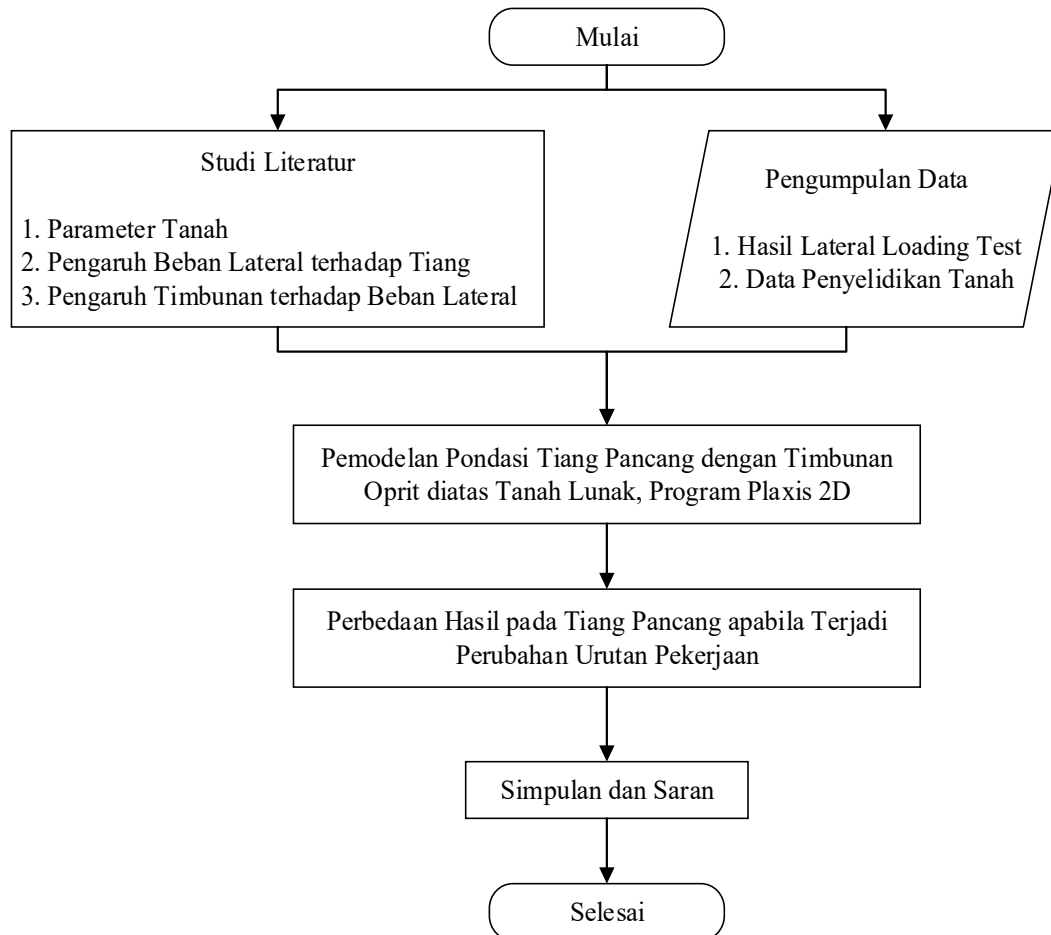 Mulai
Studi Literatur
1. Parameter Tanah
2. Pengaruh Beban Lateral terhadap Tiang
3. Pengaruh Timbunan terhadap Beban Lateral
Pengumpulan Data
1. Hasil Lateral Loading Test
2. Data Penyelidikan Tanah
Pemodelan Pondasi Tiang Pancang dengan Timbunan
Oprit diatas Tanah Lunak, Program Plaxis 2D
Perbedaan Hasil pada Tiang Pancang apabila Terjadi
Perubahan Urutan Pekerjaan
Simpulan dan Saran
Selesai